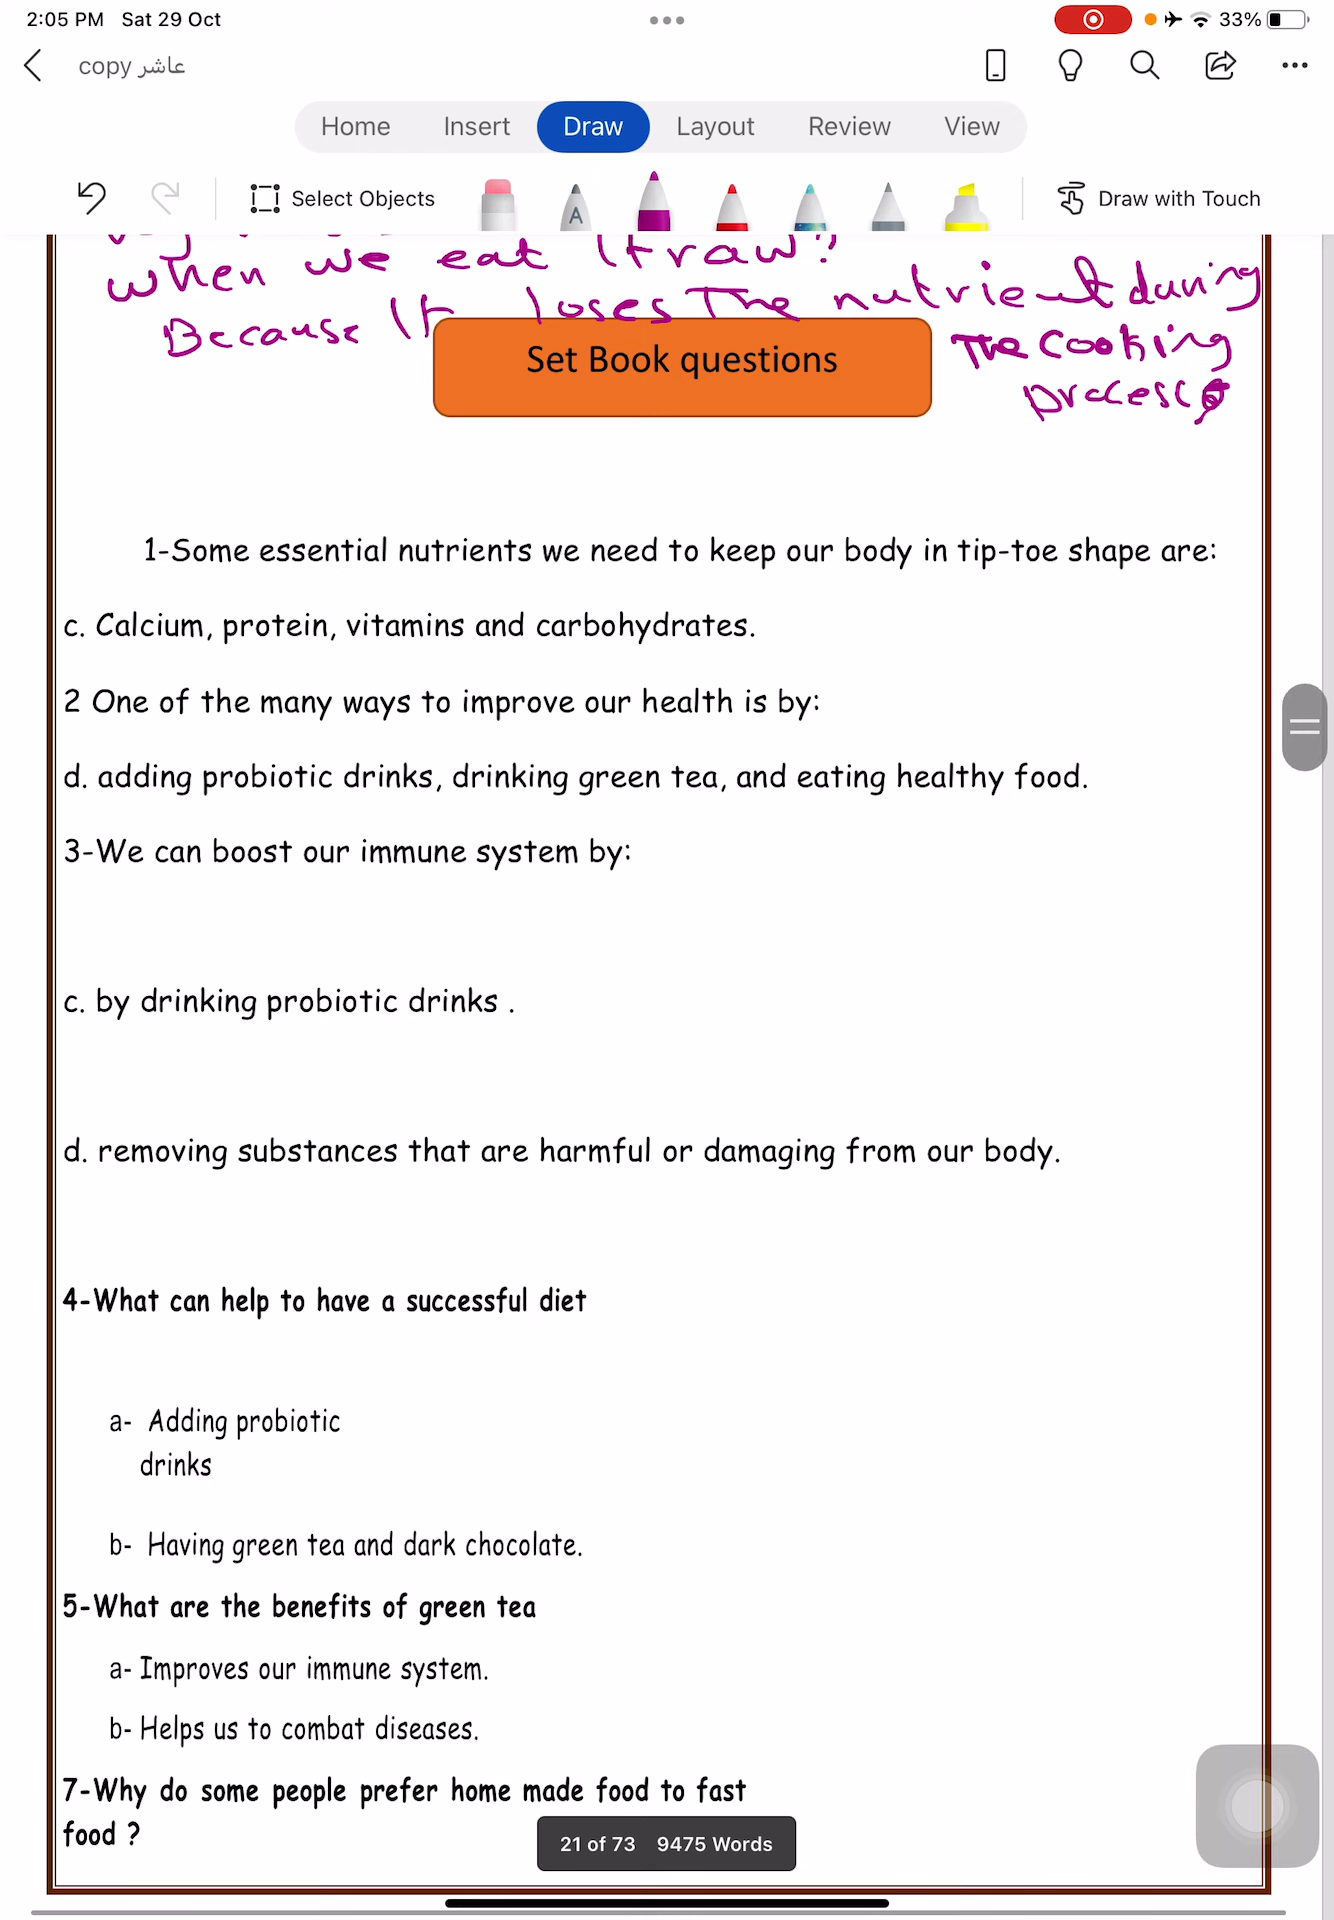 2:05 PM Sat 29 Oct
33%
copy عاشر
Home Insert Draw Layout Review View
Select Objects
A
Draw with Touch
when we eat It raw?
Because It loses The nutrient during
The Cooking
process
Set Book questions
1-Some essential nutrients we need to keep our body in tip-toe shape are:
c. Calcium, protein, vitamins and carbohydrates.
2 One of the many ways to improve our health is by:
d. adding probiotic drinks, drinking green tea, and eating healthy food.
3-We can boost our immune system by:
c. by drinking probiotic drinks .
d. removing substances that are harmful or damaging from our body.
4-What can help to have a successful diet
a- Adding probiotic
drinks
b- Having green tea and dark chocolate.
5-What are the benefits of green tea
a- Improves our immune system.
b- Helps us to combat diseases.
7-Why do some people prefer home made food to fast
food ?
21 of 73 9475 Words